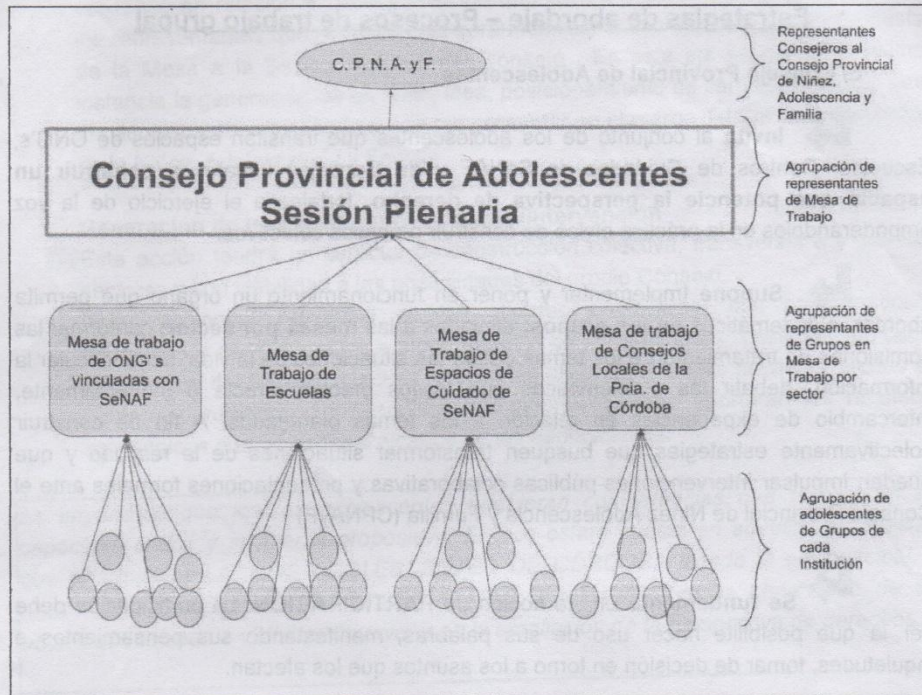 C. P. N. A. y F.
Representantes
Consejeros al
Consejo Provincial
de Niñez,
Adolescencia y
Familia
Consejo Provincial de Adolescentes
Sesión Plenaria
Agrupación de
representantes
de Mesa de
Trabajo
Mesa de trabajo
de ONG' s
vinculadas con
SeNAF
Mesa de
Trabajo de
Escuelas
Mesa de
Trabajo de
Espacios de
Cuidado de
SeNAF
Mesa de trabajo
de Consejos
Locales de la
Pcia. de
Córdoba
Agrupación de
representantes
de Grupos en
Mesa de
Trabajo por
sector
Agrupación de
adolescentes
de Grupos de
cada
Institución